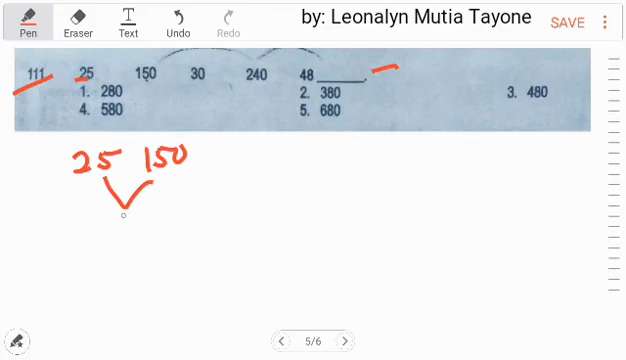 by: Leonalyn Mutia Tayone
SAVE
Pen Eraser Text Undo Redo
111 25 150 30 240 48 ______.
1. 280 2. 380 3. 480
4. 580 5. 680
25 150
5/6